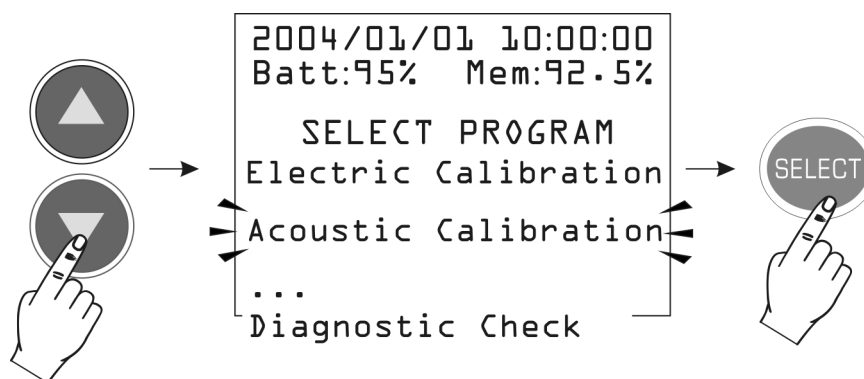 2004/01/01 10:00:00
Batt:95% Mem:92.5%
SELECT PROGRAM
Electric Calibration
Acoustic Calibration
...
Diagnostic Check
SELECT